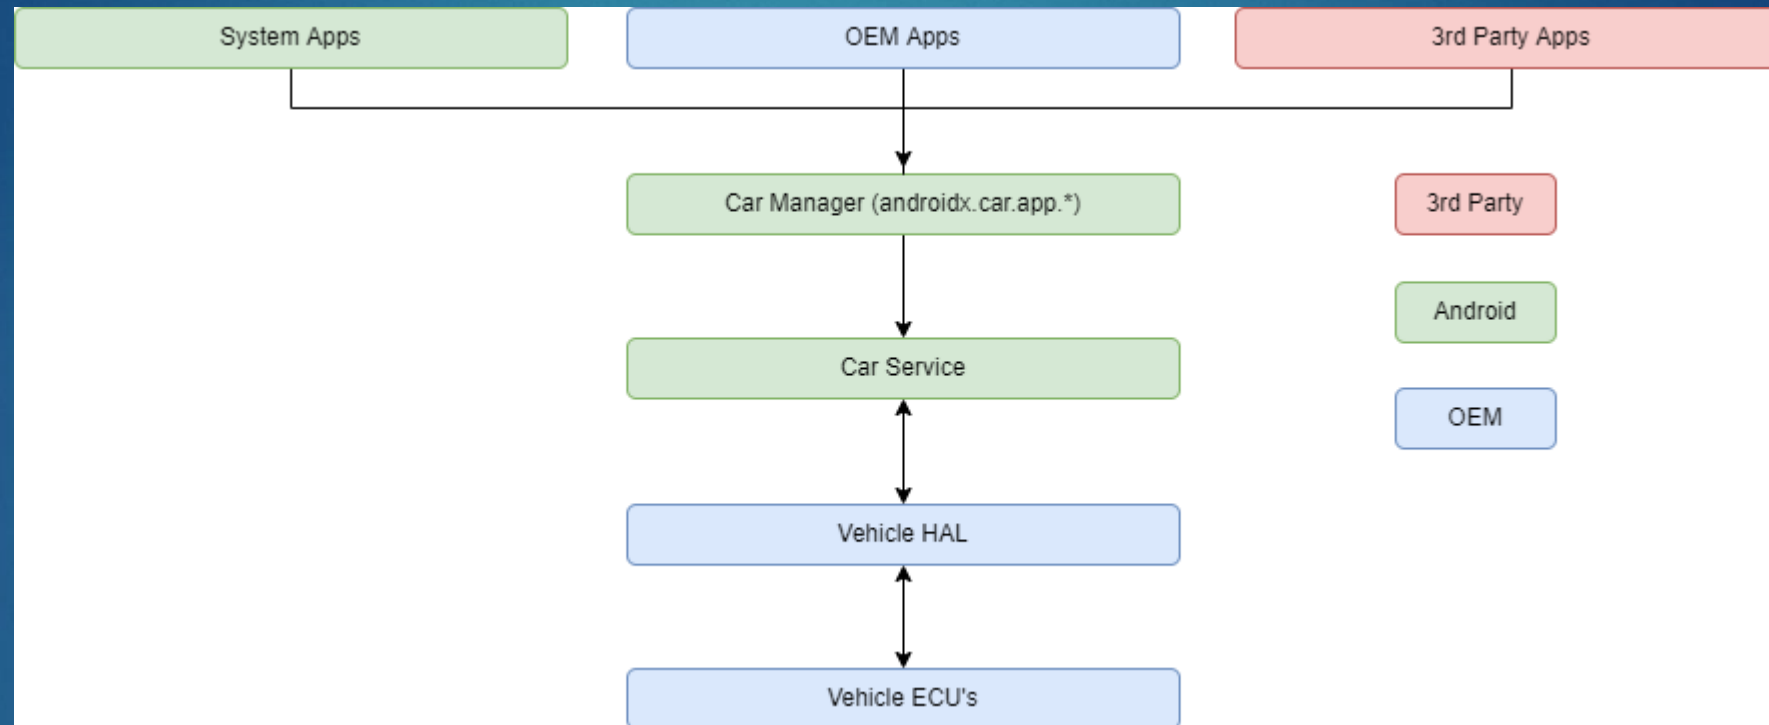 System Apps
OEM Apps
3rd Party Apps
Car Manager (androidx.car.app.*)
3rd Party
Android
Car Service
OEM
Vehicle HAL
Vehicle ECU's